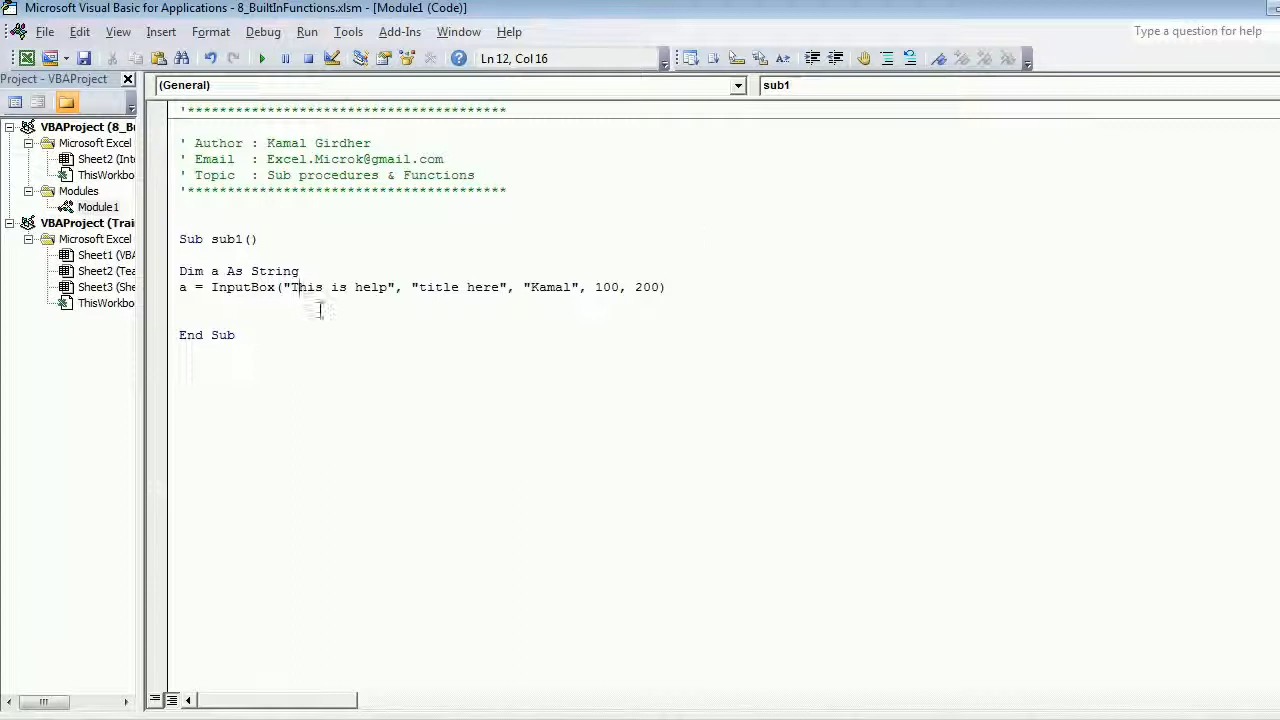 Microsoft Visual Basic for Applications - 8_BuiltInFunctions.xlsm - [Module1 (Code)]
File Edit View Insert Format Debug Run Tools Add-Ins Window Help
Type a question for help
Ln 12, Col 16
Project - VBAProject
(General)
sub1
VBAProject (8_Bu
Microsoft Excel
Sheet2 (Int
ThisWorkbo
Modules
Module1
VBAProject (Trai
Microsoft Excel
Sheet1 (VB
Sheet2 (Tea
Sheet3 (She
ThisWorkbo
'****************************************
' Author : Kamal Girdher
' Email : Excel.Microk@gmail.com
' Topic : Sub procedures & Functions
'****************************************
Sub sub1()
Dim a As String
a = InputBox("This is help", "title here", "Kamal", 100, 200)
End Sub